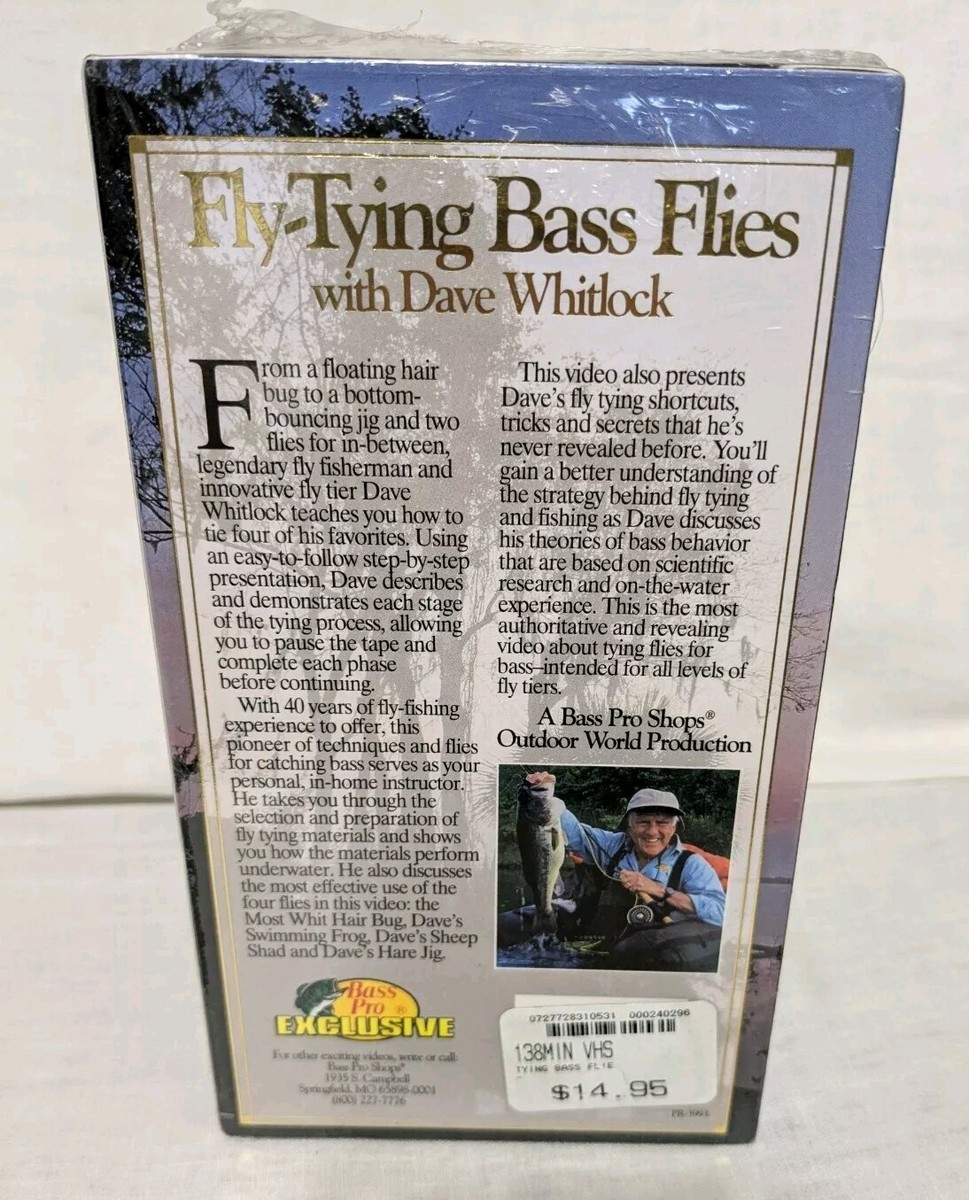 Fly-Tying Bass Flies
with Dave Whitlock
From a floating hair
bug to a bottom-
bouncing jig and two
flies for in-between,
legendary fly fisherman and
innovative fly tier Dave
Whitlock teaches you how to
tie four of his favorites. Using
an easy-to-follow step-by-step
presentation, Dave describes
and demonstrates each stage
of the tying process, allowing
you to pause the tape and
complete each phase
before continuing.
With 40 years of fly-fishing
experience to offer, this
pioneer of techniques and flies
for catching bass serves as your
personal, in-home instructor.
He takes you through the
selection and preparation of
fly tying materials and shows
you how the materials perform
underwater. He also discusses
the most effective use of the
four flies in this video: the
Most Whit Hair Bug, Dave's
Swimming Frog, Dave's Sheep
Shad and Dave's Hare Jig.
This video also presents
Dave's fly tying shortcuts,
tricks and secrets that he's
never revealed before. You'll
gain a better understanding of
the strategy behind fly tying
and fishing as Dave discusses
his theories of bass behavior
that are based on scientific
research and on-the-water
experience. This is the most
authoritative and revealing
video about tying flies for
bass–intended for all levels of
fly tiers.
A Bass Pro Shops®
Outdoor World Production
Bass
Pro ®
EXCLUSIVE
For other exciting videos, write or call:
Bass Pro Shops®
1935 S. Campbell
Springfield, MO 65898-0001
(800) 227-7776
0727728310531 000240296
138MIN VHS
TYING BASS FLIE
$14.95